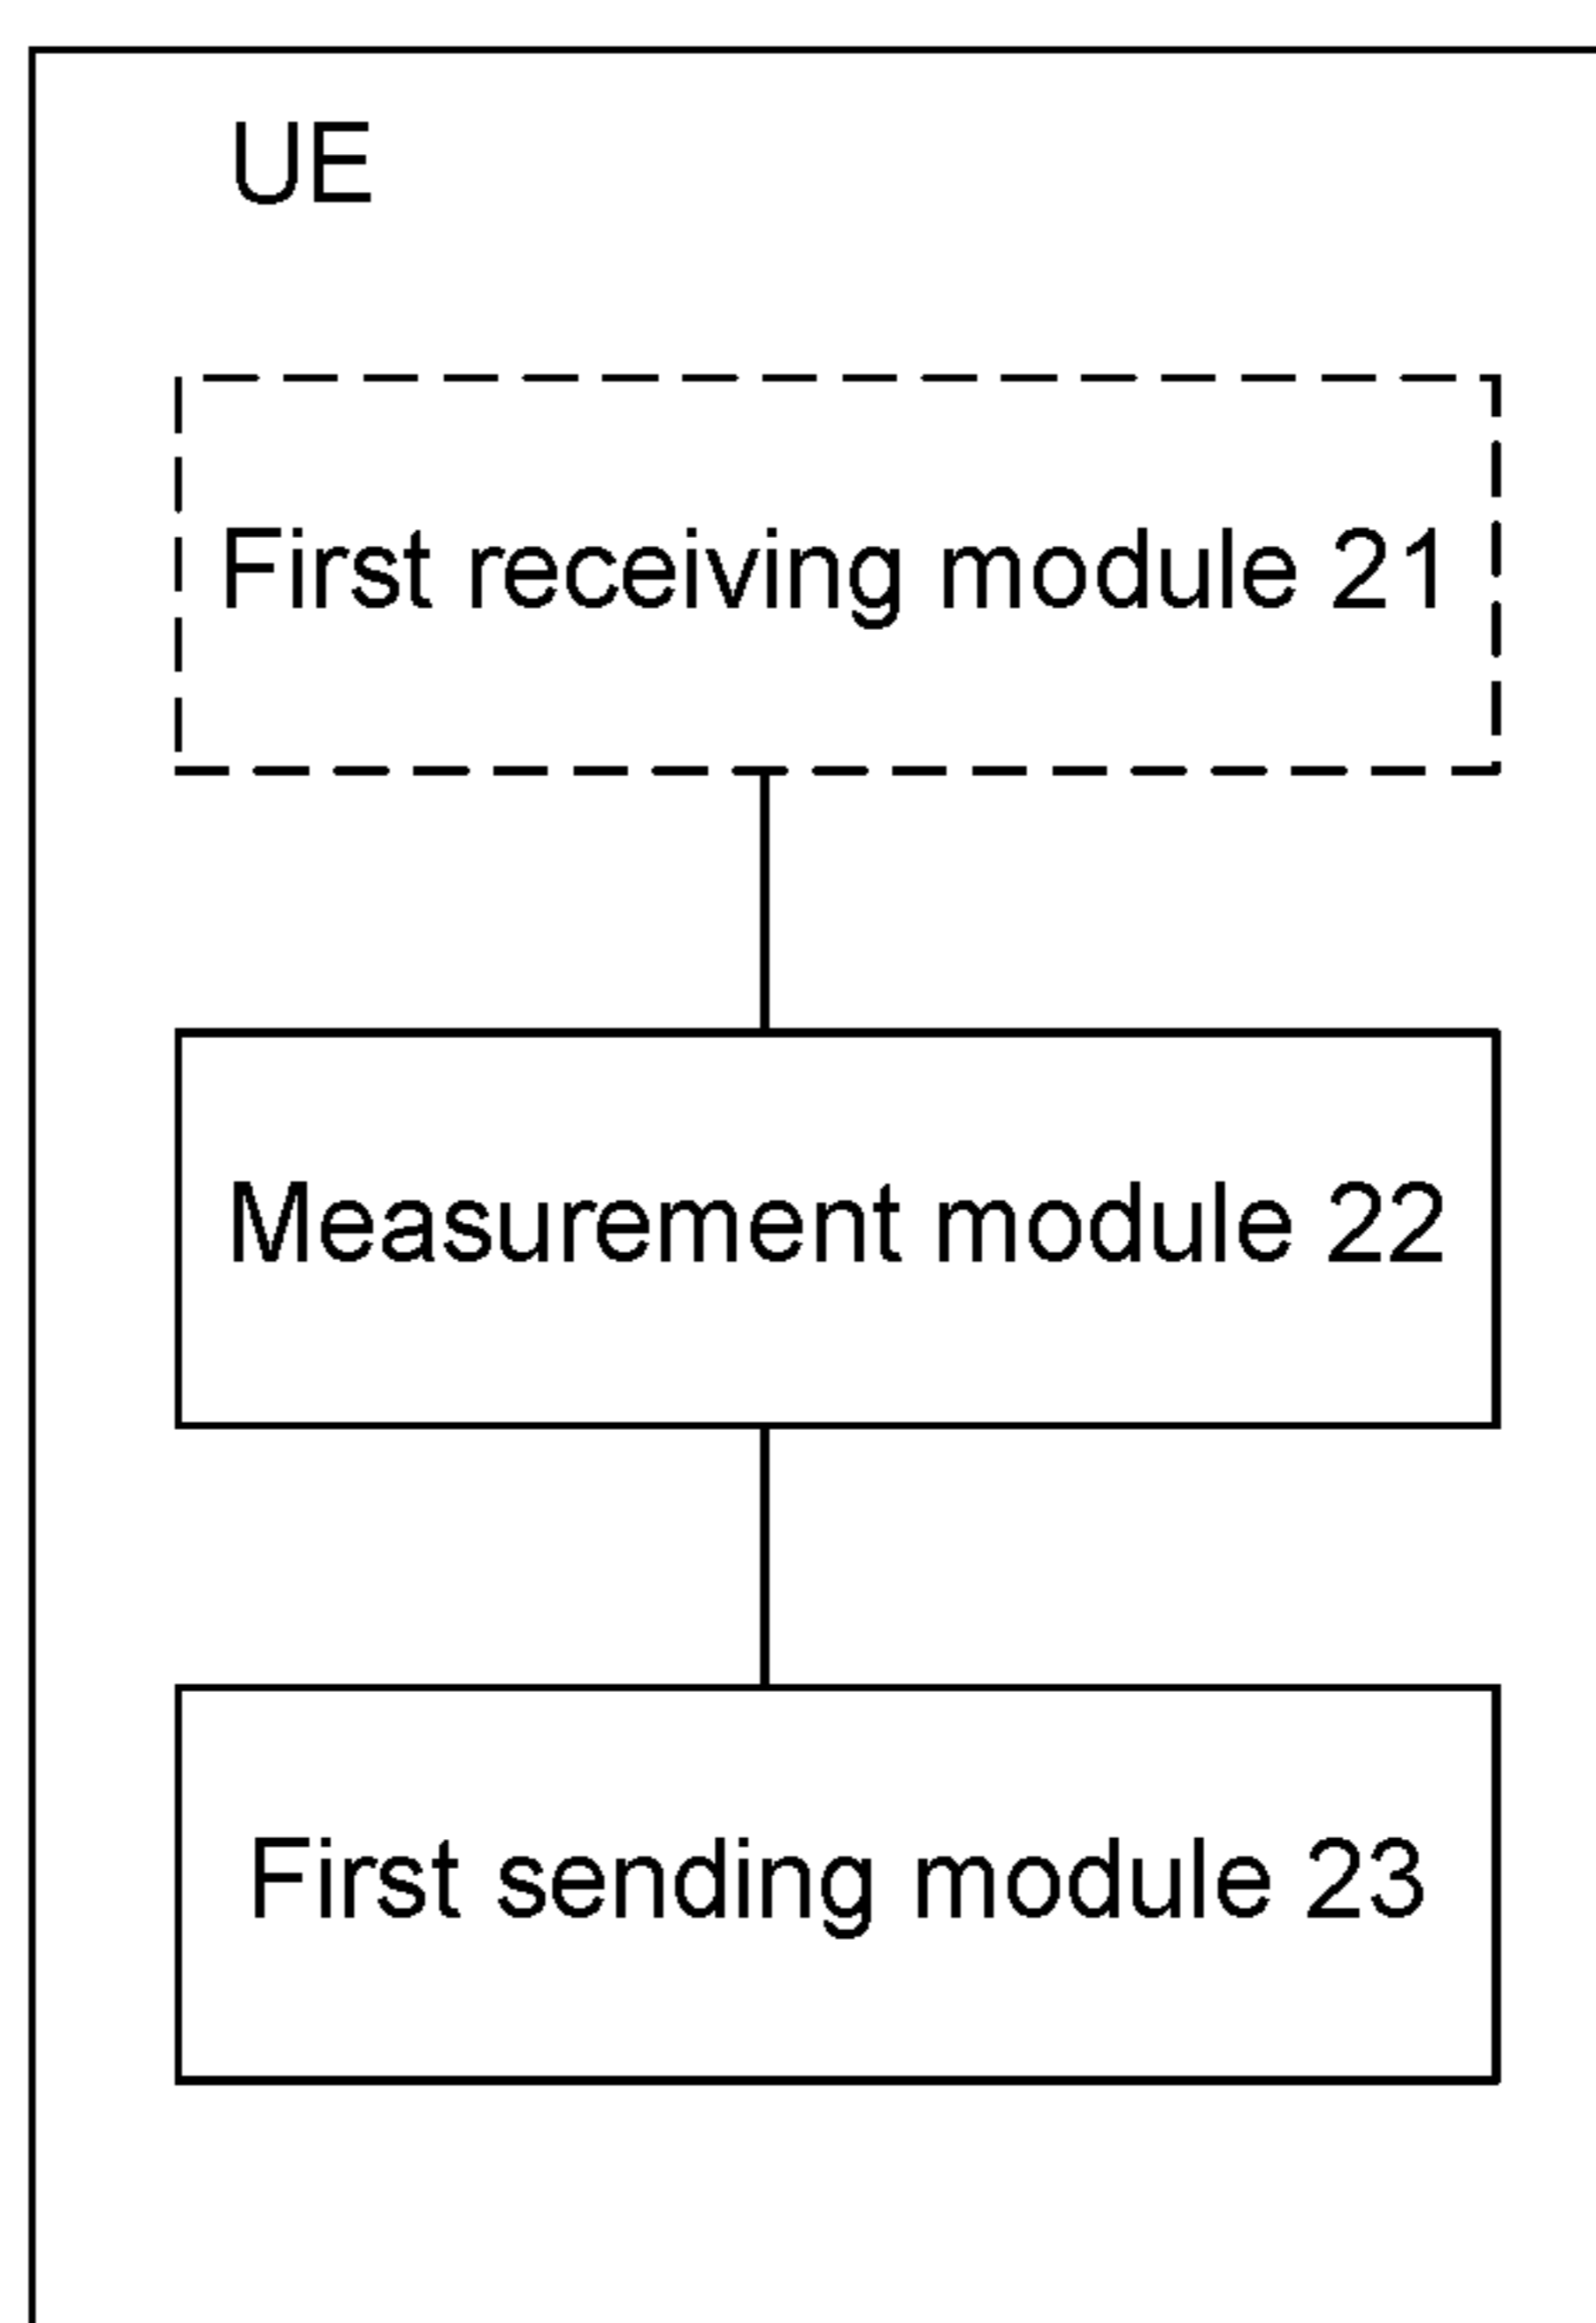 UE
First receiving module 21
Measurement module 22
First sending module 23